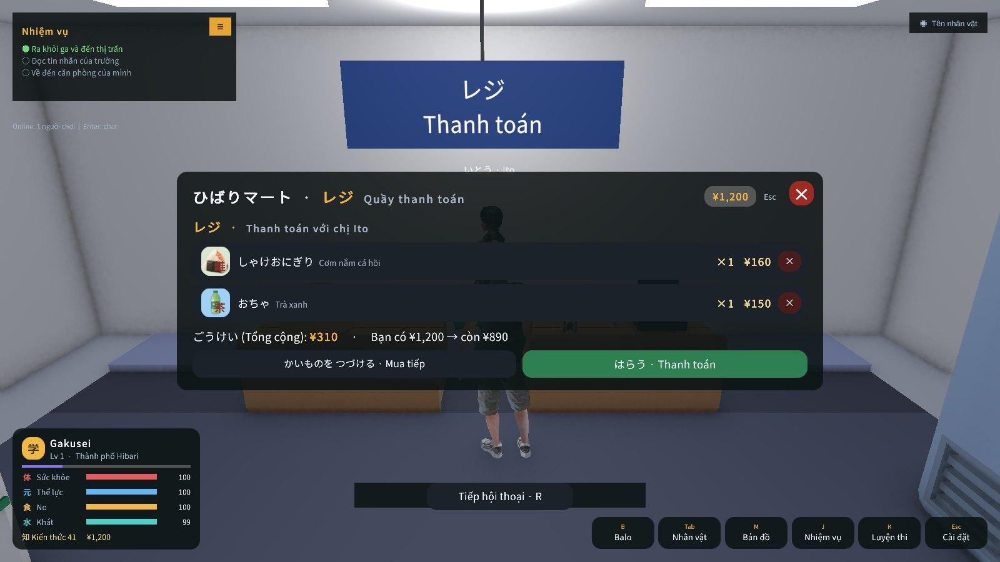 Nhiệm vụ
☰
Ra khỏi ga và đến thị trấn
Đọc tin nhắn của trường
Về đến căn phòng của mình
Online: 1 người chơi | Enter: chat
◉ Tên nhân vật
レジ
Thanh toán
いとう · Ito
ひばりマート · レジ Quầy thanh toán
¥1,200 Esc ✕
レジ · Thanh toán với chị Ito
しゃけおにぎり Cơm nắm cá hồi ×1 ¥160 ×
茶
おちゃ Trà xanh ×1 ¥150 ×
ごうけい (Tổng cộng): ¥310 · Bạn có ¥1,200 → còn ¥890
かいものを つづける · Mua tiếp
はらう · Thanh toán
学 Gakusei
Lv 1 · Thành phố Hibari
体 Sức khỏe 100
元 Thể lực 100
食 No 100
水 Khát 99
知 Kiến thức 41 ¥1,200
Tiếp hội thoại · R
B
Balo
Tab
Nhân vật
M
Bản đồ
J
Nhiệm vụ
K
Luyện thi
Esc
Cài đặt